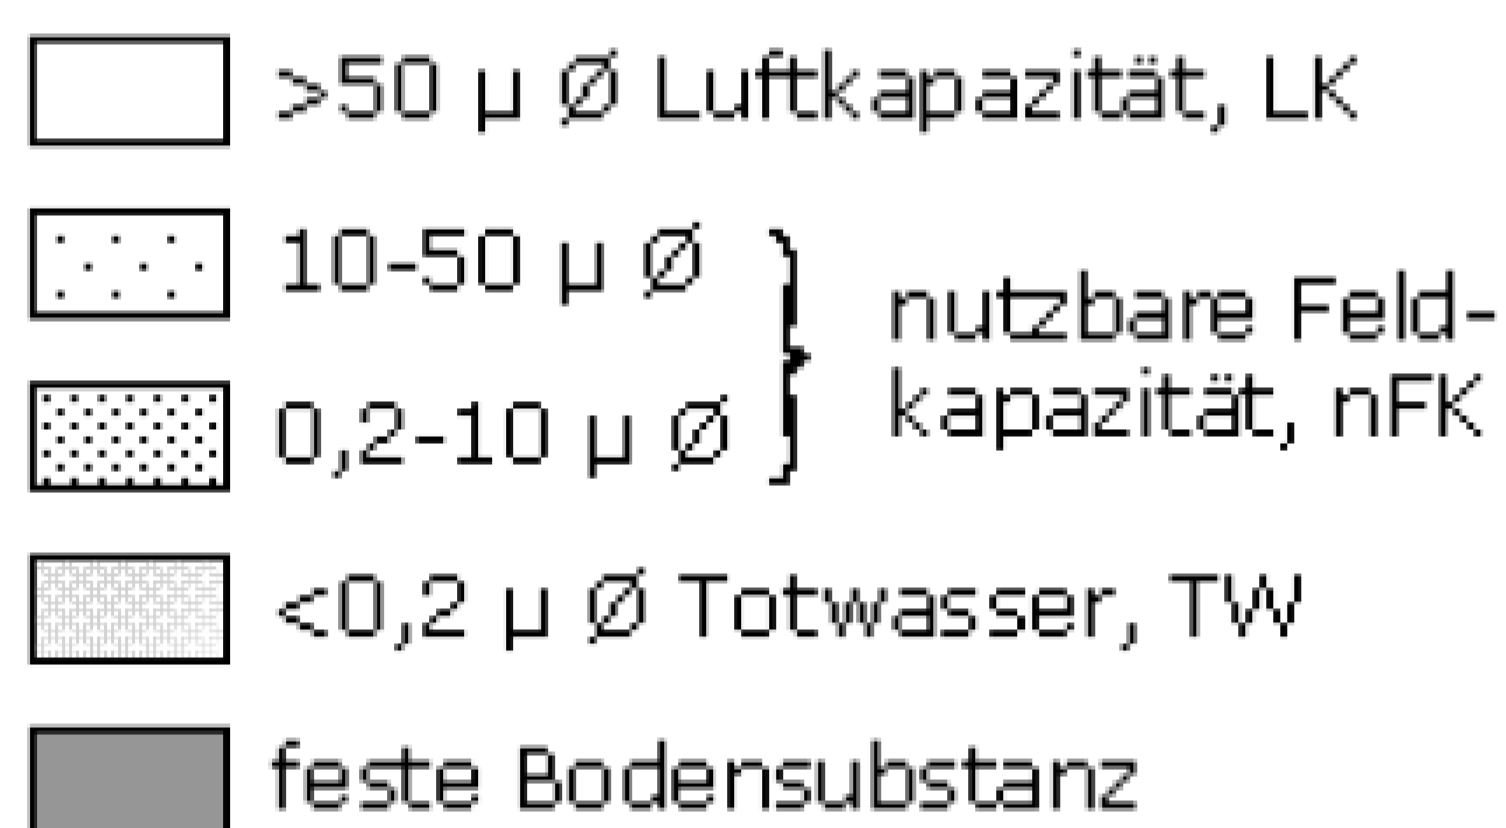 >50 µ Ø Luftkapazität, LK
10-50 µ Ø
0,2-10 µ Ø
nutzbare Feld-
kapazität, nFK
<0,2 µ Ø Totwasser, TW
feste Bodensubstanz